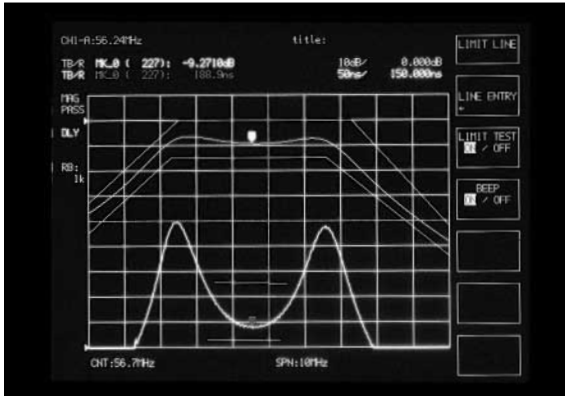 CH1-A:56.24MHz title:
TB/R MK_0 ( 227): -9.2710dB 10dB/ 0.000dB
TB/R MK_0 ( 227): 188.9ns 50ns/ 150.000ns
MAG
PASS
DLY
RB:
1k
CNT:56.7MHz SPN:10MHz
LIMIT LINE
LINE ENTRY
LIMIT TEST
ON / OFF
BEEP
ON / OFF